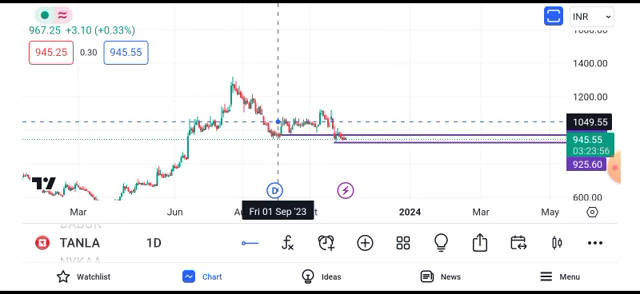 967.25 +3.10 (+0.33%)
INR
945.25 0.30 945.55
1400.00
1200.00
1049.55
945.55
03:23:56
925.60
600.00
D
Fri 01 Sep '23
Mar Jun 2024 Mar May
TANLA 1D
NYKAA
Watchlist Chart Ideas News Menu